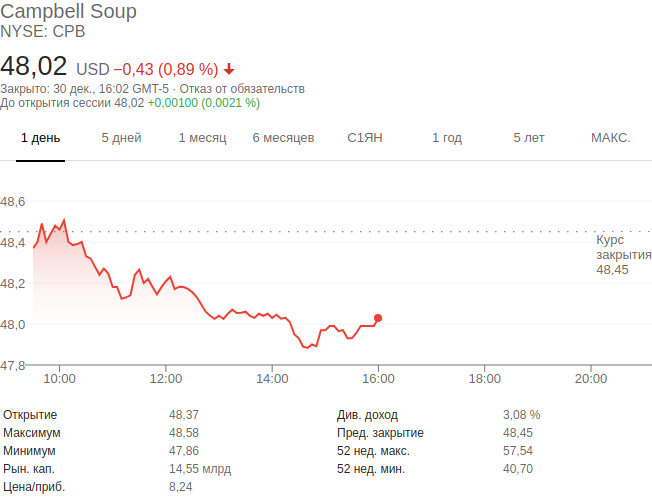 Campbell Soup
NYSE: CPB
48,02 USD −0,43 (0,89 %)
Закрыто: 30 дек., 16:02 GMT-5 · Отказ от обязательств
До открытия сессии 48,02 +0,00100 (0,0021 %)
1 день 5 дней 1 месяц 6 месяцев С1ЯН 1 год 5 лет МАКС.
48,6
48,4
48,2
48,0
47,8
Курс
закрытия
48,45
10:00 12:00 14:00 16:00 18:00 20:00
Открытие 48,37 Див. доход 3,08 %
Максимум 48,58 Пред. закрытие 48,45
Минимум 47,86 52 нед. макс. 57,54
Рын. кап. 14,55 млрд 52 нед. мин. 40,70
Цена/приб. 8,24